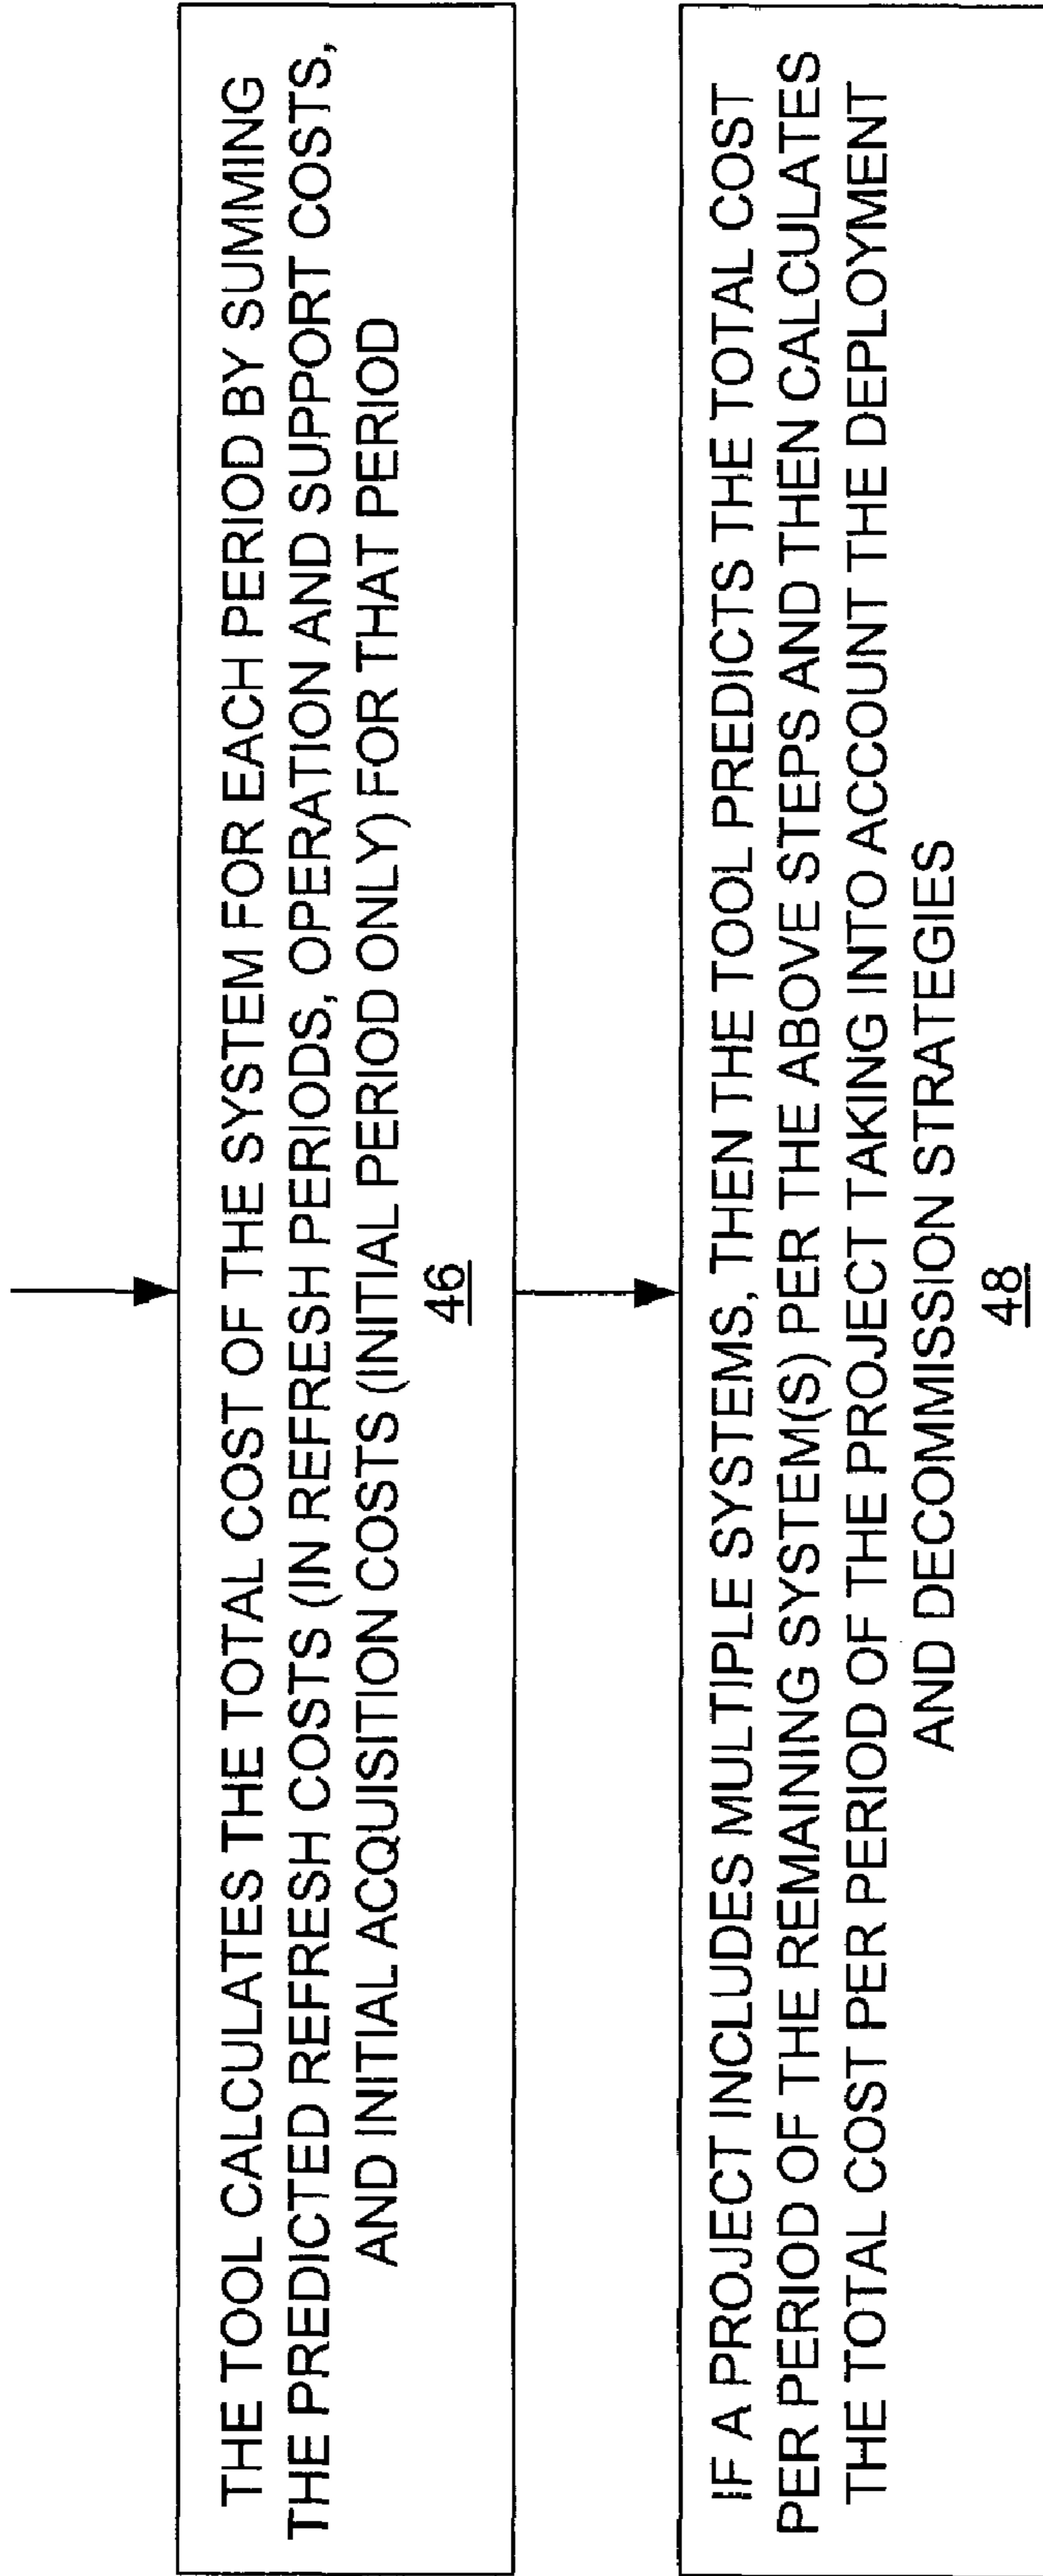 THE TOOL CALCULATES THE TOTAL COST OF THE SYSTEM FOR EACH PERIOD BY SUMMING
THE PREDICTED REFRESH COSTS (IN REFRESH PERIODS, OPERATION AND SUPPORT COSTS,
AND INITIAL ACQUISITION COSTS (INITIAL PERIOD ONLY) FOR THAT PERIOD
46
IF A PROJECT INCLUDES MULTIPLE SYSTEMS, THEN THE TOOL PREDICTS THE TOTAL COST
PER PERIOD OF THE REMAINING SYSTEM(S) PER THE ABOVE STEPS AND THEN CALCULATES
THE TOTAL COST PER PERIOD OF THE PROJECT TAKING INTO ACCOUNT THE DEPLOYMENT
AND DECOMMISSION STRATEGIES
48